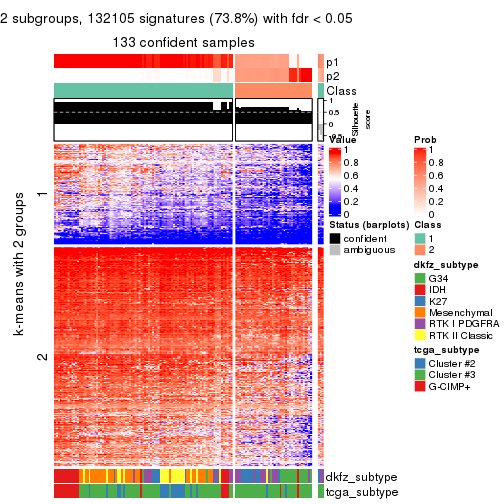 2 subgroups, 132105 signatures (73.8%) with fdr < 0.05
133 confident samples
p1
p2
Class
1
0.5
0
-0.5
Silhouette
score
k-means with 2 groups
1
2
Value
1
0.8
0.6
0.4
0.2
0
Prob
1
0.8
0.6
0.4
0.2
0
Status (barplots)
confident
ambiguous
Class
1
2
dkfz_subtype
G34
IDH
K27
Mesenchymal
RTK I PDGFRA
RTK II Classic
tcga_subtype
Cluster #2
Cluster #3
G-CIMP+
dkfz_subtype
tcga_subtype